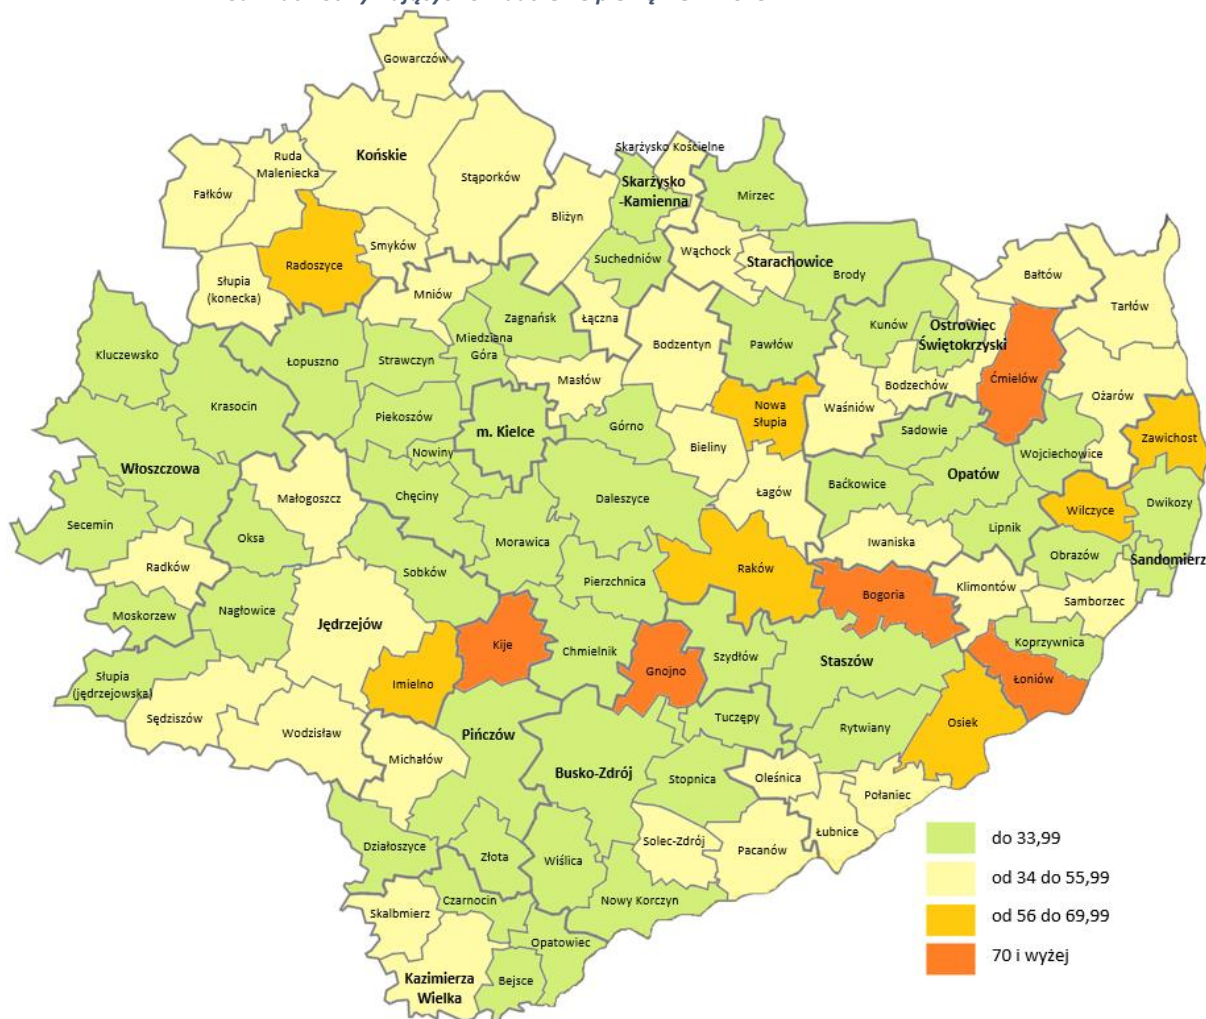 Gowarczów
Końskie
Ruda
Maleniecka
Stąporków
Fałków
Skarżysko Kościelne
Skarżysko
-Kamienna
Mirzec
Bliżyn
Smyków
Radoszyce
Słupia
(konecka)
Suchedniów
Wąchock
Starachowice
Brody
Bałtów
Tarłów
Mniów
Zagnańsk
Łączna
Miedziana
Góra
Bodzentyn
Pawłów
Kunów
Ostrowiec
Świętokrzyski
Kluczewsko
Łopuszno
Strawczyn
Masłów
Bodzechów
Ćmielów
Ożarów
Krasocin
Piekoszów
m. Kielce
Górno
Nowa
Słupia
Waśniów
Sadowie
Wojciechowice
Zawichost
Włoszczowa
Nowiny
Bieliny
Małogoszcz
Chęciny
Daleszyce
Łagów
Baćkowice
Opatów
Wilczyce
Dwikozy
Secemin
Oksa
Morawica
Lipnik
Iwaniska
Obrazów
Sandomierz
Radków
Sobków
Pierzchnica
Raków
Klimontów
Samborzec
Moskorzew
Nagłowice
Jędrzejów
Bogoria
Koprzywnica
Kije
Chmielnik
Gnojno
Szydłów
Staszów
Łoniów
Słupia
(jędrzejowska)
Imielno
Sędziszów
Wodzisław
Pińczów
Tuczępy
Rytwiany
Osiek
Michałów
Busko-Zdrój
Stopnica
Oleśnica
Połaniec
Łubnice
Działoszyce
Złota
Wiślica
Solec-Zdrój
Pacanów
Skalbmierz
Czarnocin
Nowy Korczyn
Opatowiec
Kazimierza
Wielka
Bejsce
do 33,99
od 34 do 55,99
od 56 do 69,99
70 i wyżej